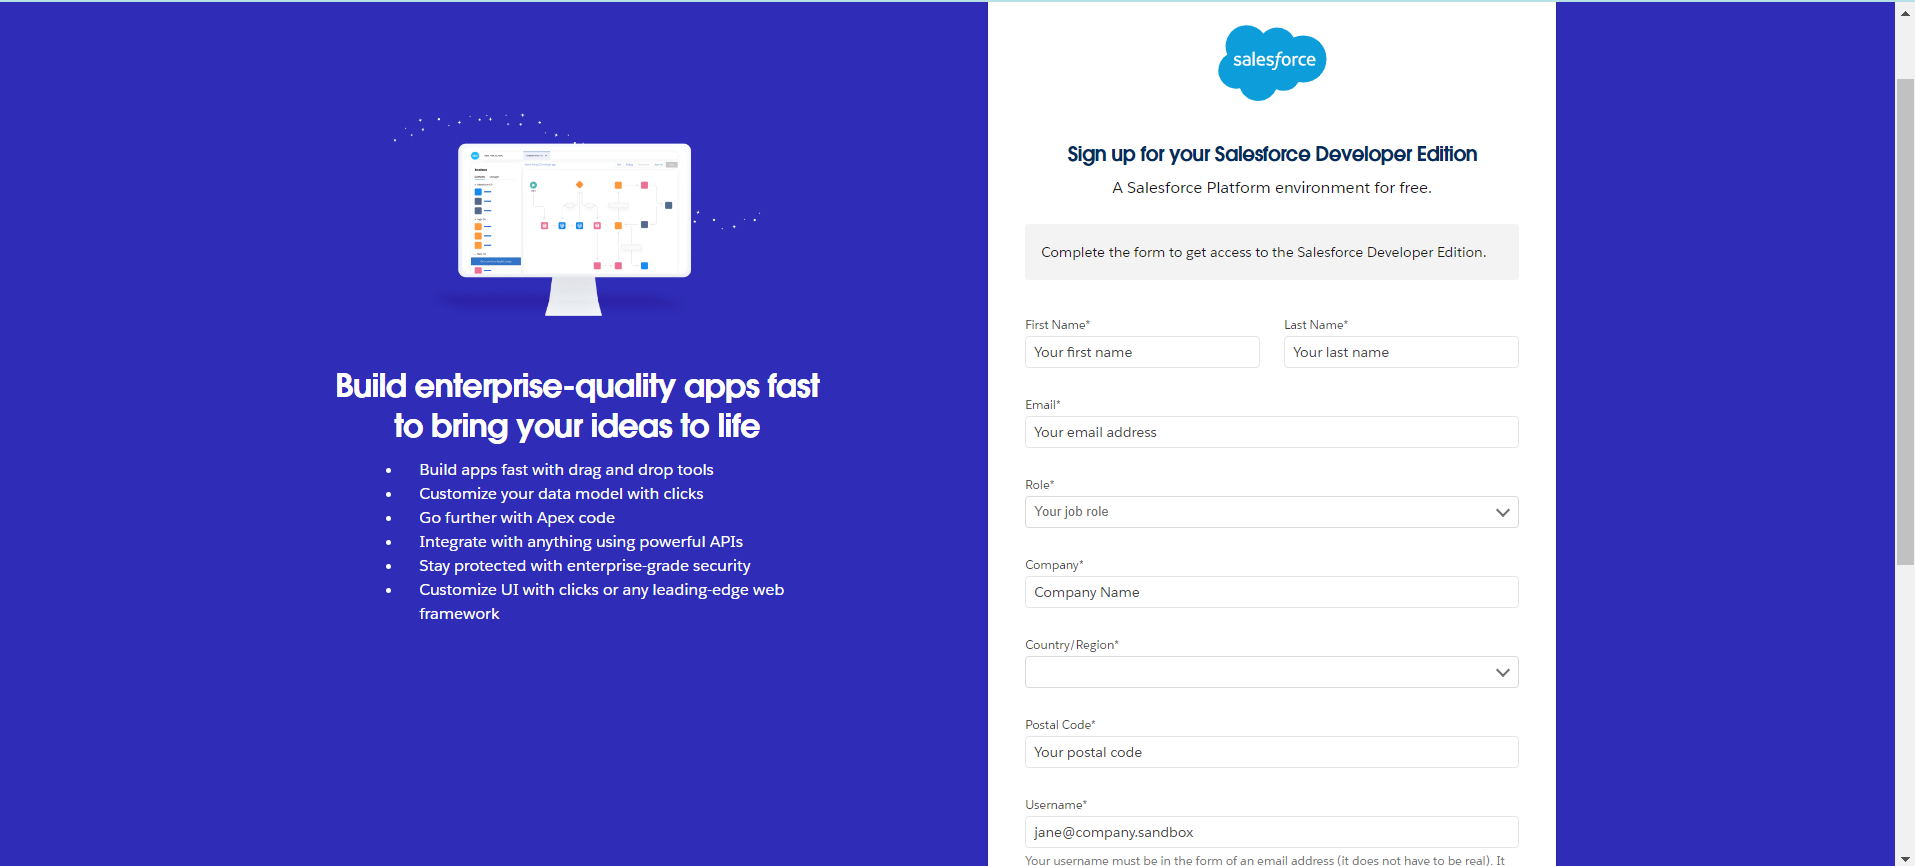 Build enterprise-quality apps fast
to bring your ideas to life
Build apps fast with drag and drop tools
Customize your data model with clicks
Go further with Apex code
Integrate with anything using powerful APIs
Stay protected with enterprise-grade security
Customize UI with clicks or any leading-edge web
framework
salesforce
Sign up for your Salesforce Developer Edition
A Salesforce Platform environment for free.
Complete the form to get access to the Salesforce Developer Edition.
First Name* Last Name*
Your first name Your last name
Email*
Your email address
Role*
Your job role
Company*
Company Name
Country/Region*
Postal Code*
Your postal code
Username*
jane@company.sandbox
Your username must be in the form of an email address (it does not have to be real). It